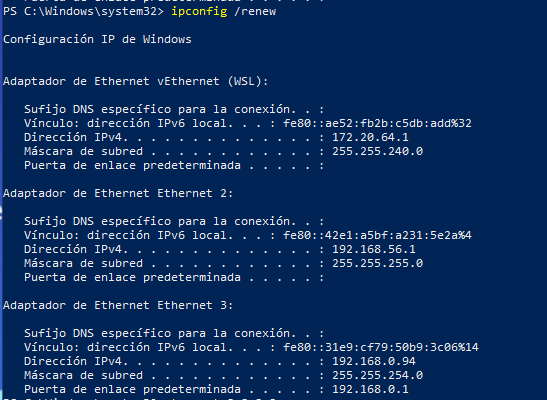 PS C:\Windows\system32> ipconfig /renew
Configuración IP de Windows
Adaptador de Ethernet vEthernet (WSL):
Sufijo DNS específico para la conexión. . :
Vínculo: dirección IPv6 local. . . : fe80::ae52:fb2b:c5db:add%32
Dirección IPv4. . . . . . . . . . . . . . : 172.20.64.1
Máscara de subred . . . . . . . . . . . . : 255.255.240.0
Puerta de enlace predeterminada . . . . . :
Adaptador de Ethernet Ethernet 2:
Sufijo DNS específico para la conexión. . :
Vínculo: dirección IPv6 local. . . : fe80::42e1:a5bf:a231:5e2a%4
Dirección IPv4. . . . . . . . . . . . . . : 192.168.56.1
Máscara de subred . . . . . . . . . . . . : 255.255.255.0
Puerta de enlace predeterminada . . . . . :
Adaptador de Ethernet Ethernet 3:
Sufijo DNS específico para la conexión. . :
Vínculo: dirección IPv6 local. . . : fe80::31e9:cf79:50b9:3c06%14
Dirección IPv4. . . . . . . . . . . . . . : 192.168.0.94
Máscara de subred . . . . . . . . . . . . : 255.255.254.0
Puerta de enlace predeterminada . . . . . : 192.168.0.1